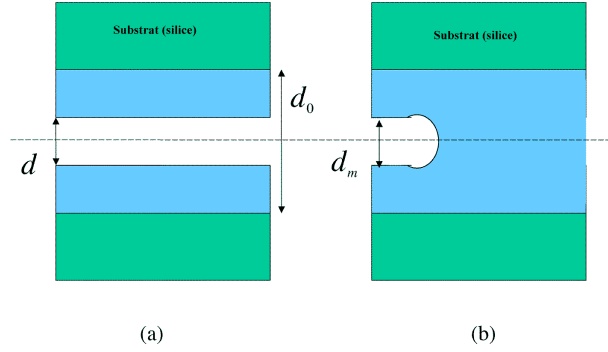 Substrat (silice)
Substrat (silice)
d₀
d
dₘ
(a)
(b)